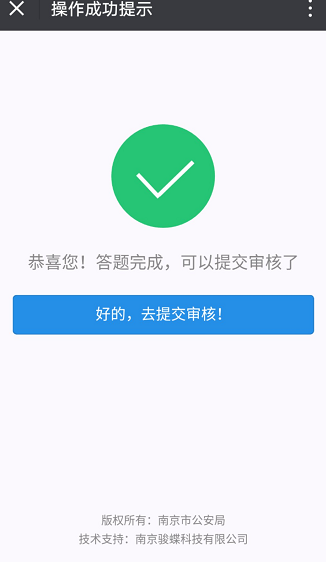 操作成功提示
恭喜您！答题完成，可以提交审核了
好的，去提交审核！
版权所有：南京市公安局
技术支持：南京骏蝶科技有限公司